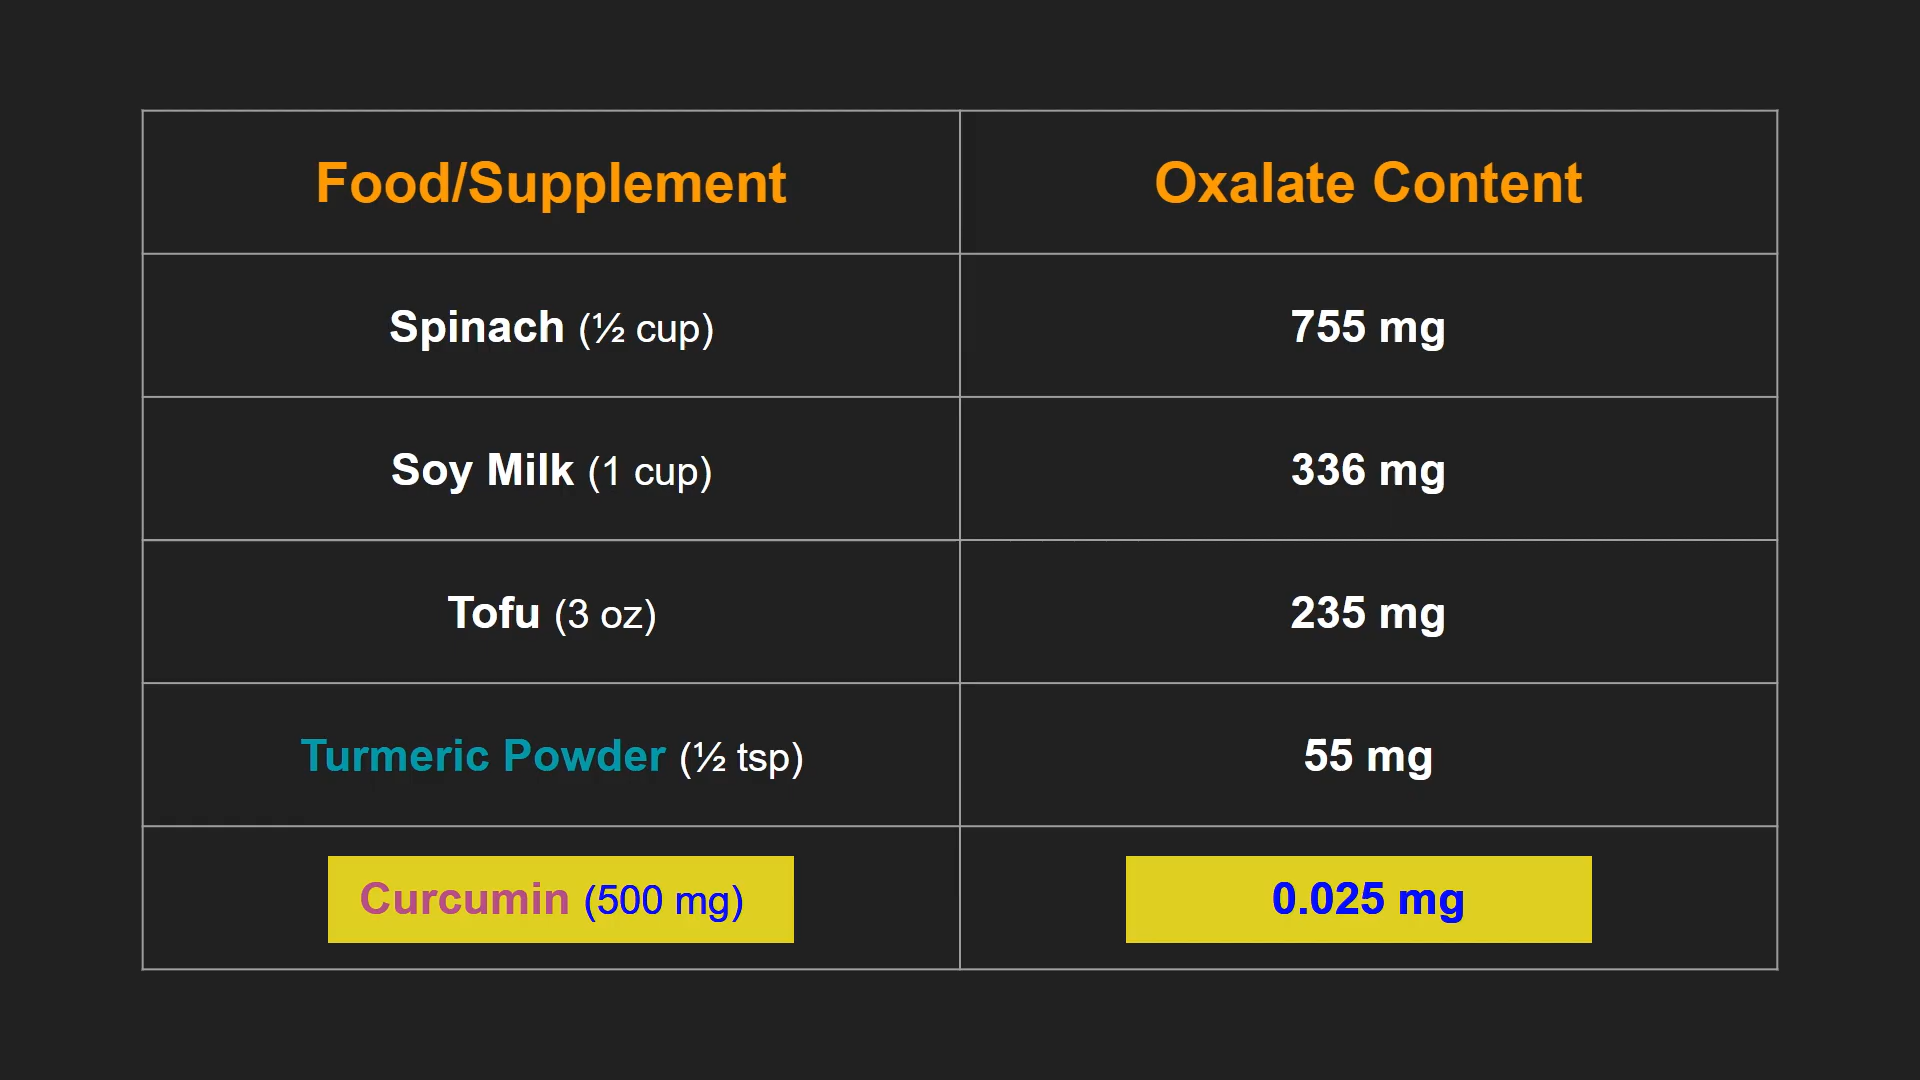 Food/Supplement Oxalate Content
Spinach (½ cup) 755 mg
Soy Milk (1 cup) 336 mg
Tofu (3 oz) 235 mg
Turmeric Powder (½ tsp) 55 mg
Curcumin (500 mg) 0.025 mg